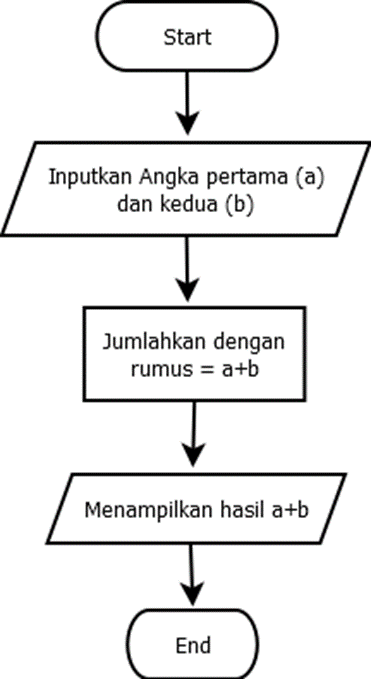 Start
Inputkan Angka pertama (a)
dan kedua (b)
Jumlahkan dengan
rumus = a+b
Menampilkan hasil a+b
End